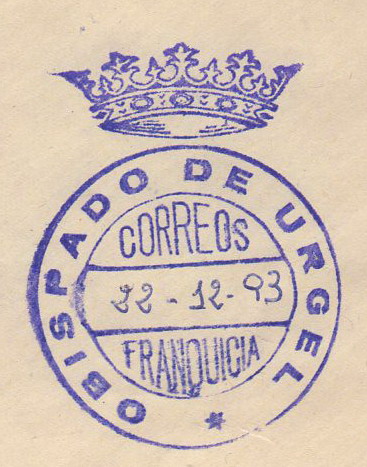 OBISPADO DE URGEL
CORREOS
22-12-93
FRANQUICIA